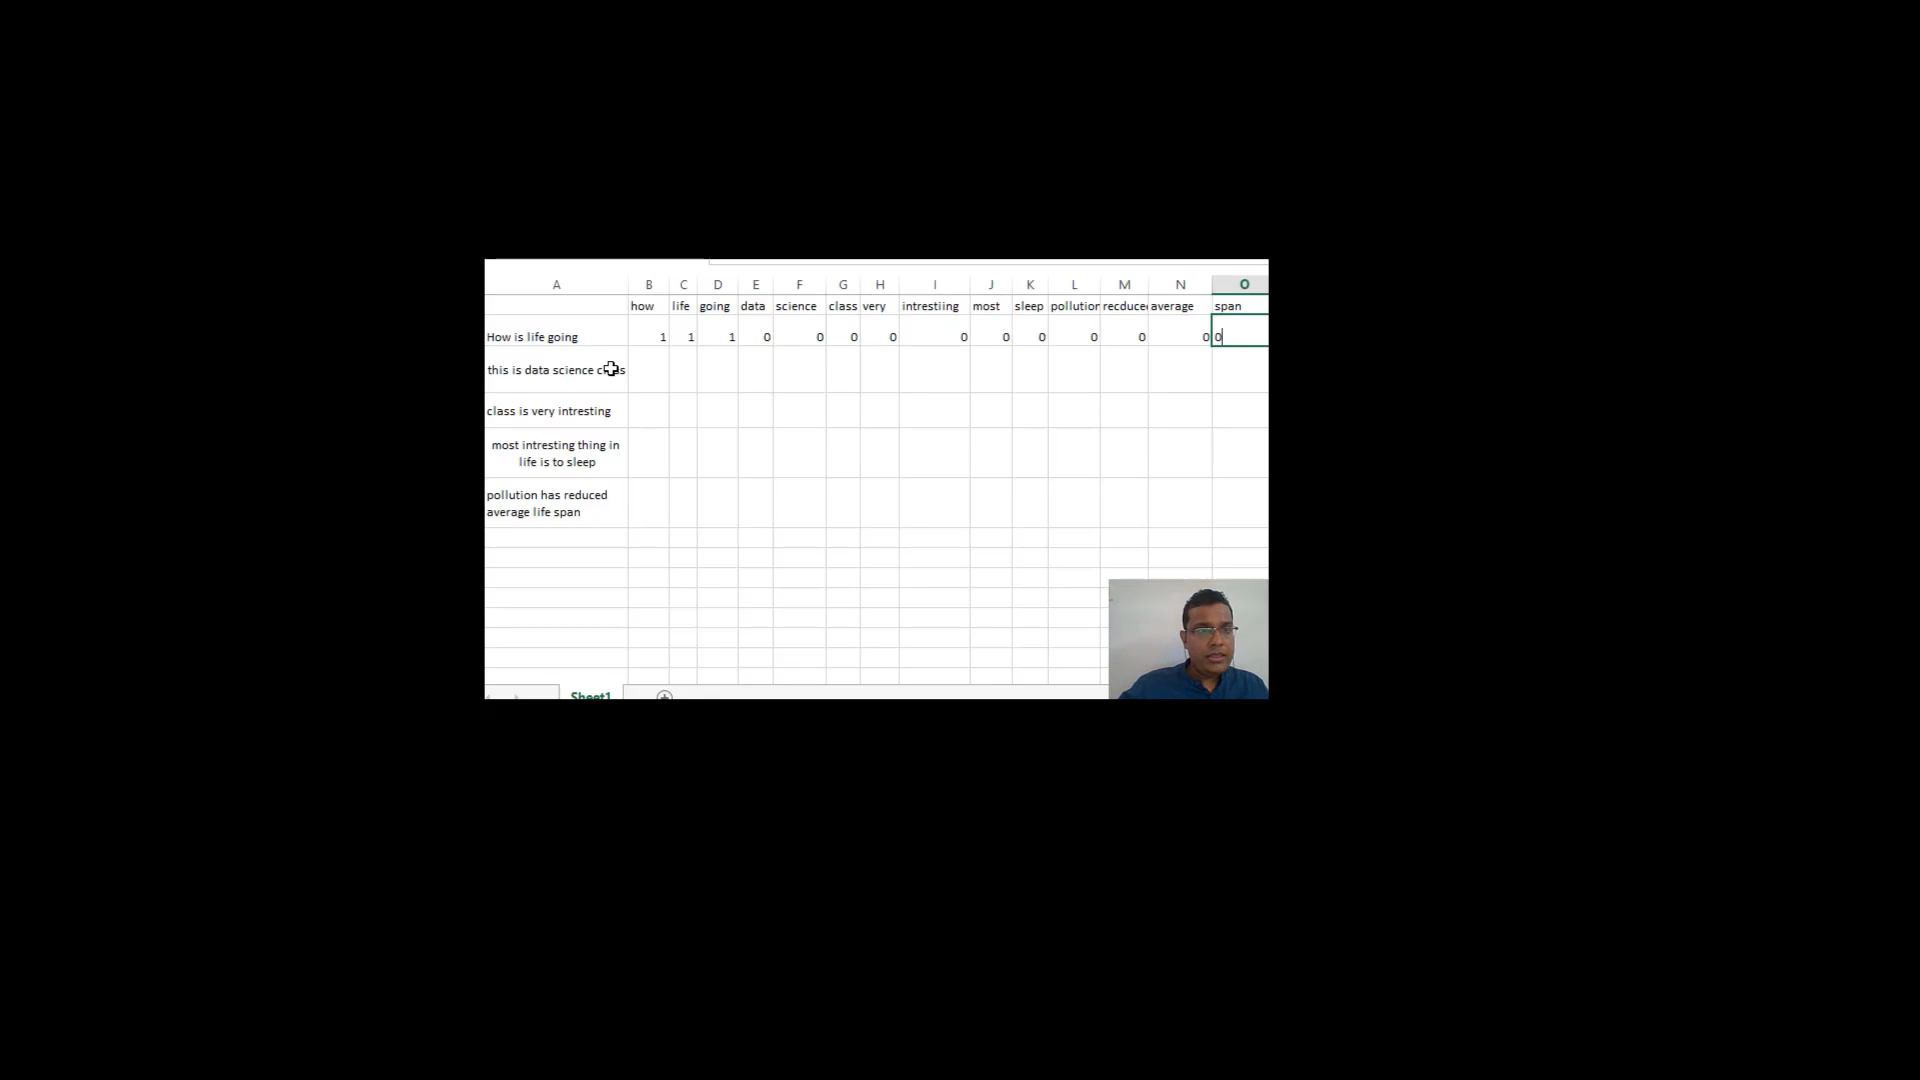 A B C D E F G H I J K L M N O
how life going data science class very intrestiing most sleep pollution recduced average span
How is life going 1 1 1 0 0 0 0 0 0 0 0 0 0 0
this is data science
class is very intresting
most intresting thing in
life is to sleep
pollution has reduced
average life span
Sheet1